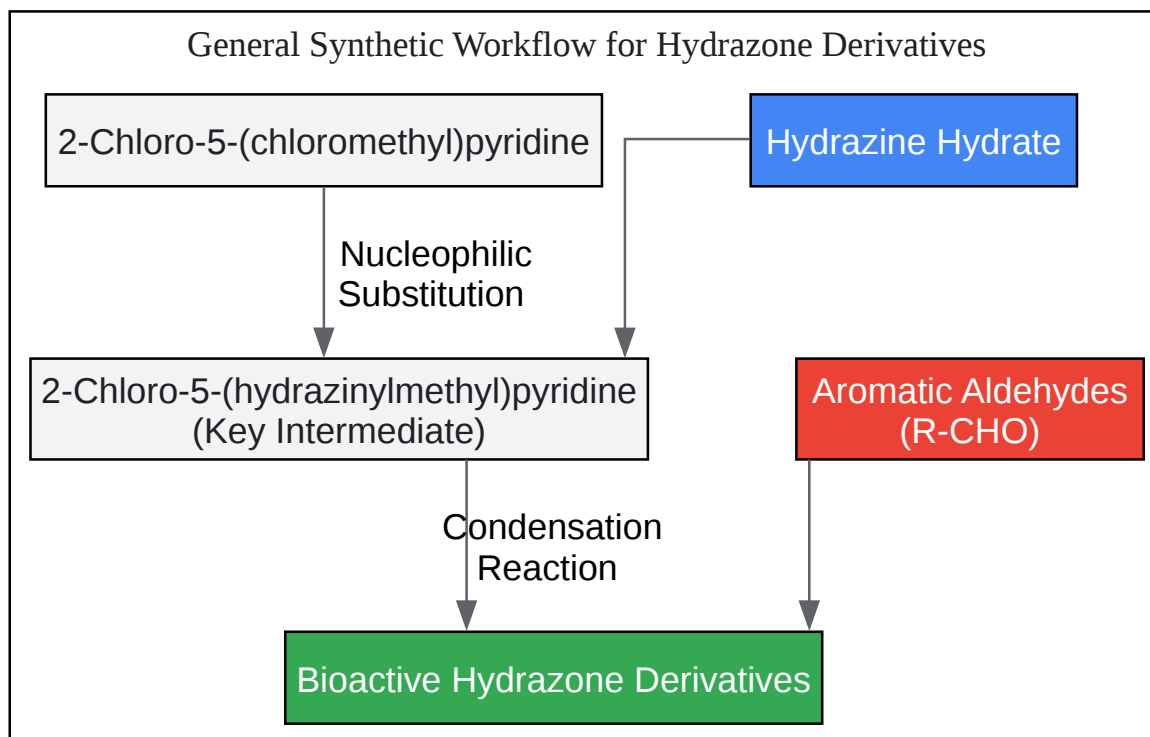 General Synthetic Workflow for Hydrazone Derivatives
2-Chloro-5-(chloromethyl)pyridine
Hydrazine Hydrate
Nucleophilic
Substitution
2-Chloro-5-(hydrazinylmethyl)pyridine
(Key Intermediate)
Aromatic Aldehydes
(R-CHO)
Condensation
Reaction
Bioactive Hydrazone Derivatives